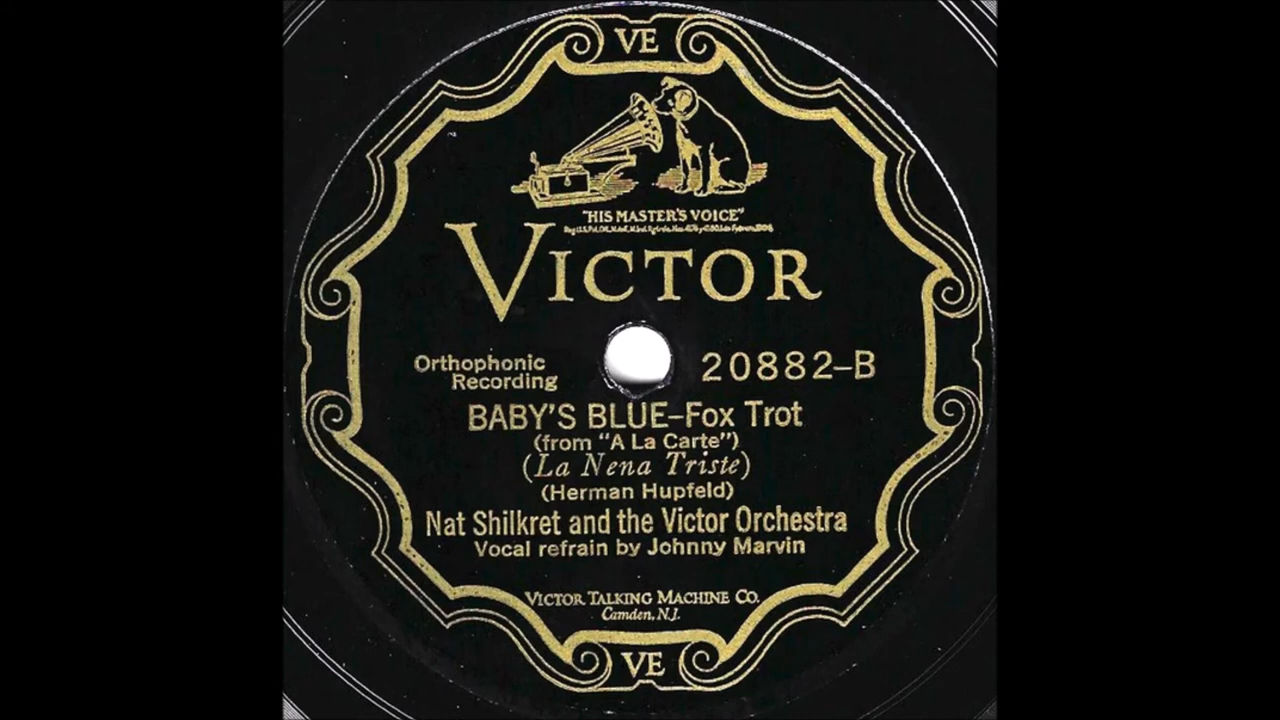 VE
"HIS MASTER'S VOICE"
VICTOR
Orthophonic
Recording
20882-B
BABY'S BLUE-Fox Trot
(from "A La Carte")
(La Nena Triste)
(Herman Hupfeld)
Nat Shilkret and the Victor Orchestra
Vocal refrain by Johnny Marvin
VICTOR TALKING MACHINE CO.
Camden, N.J.
VE